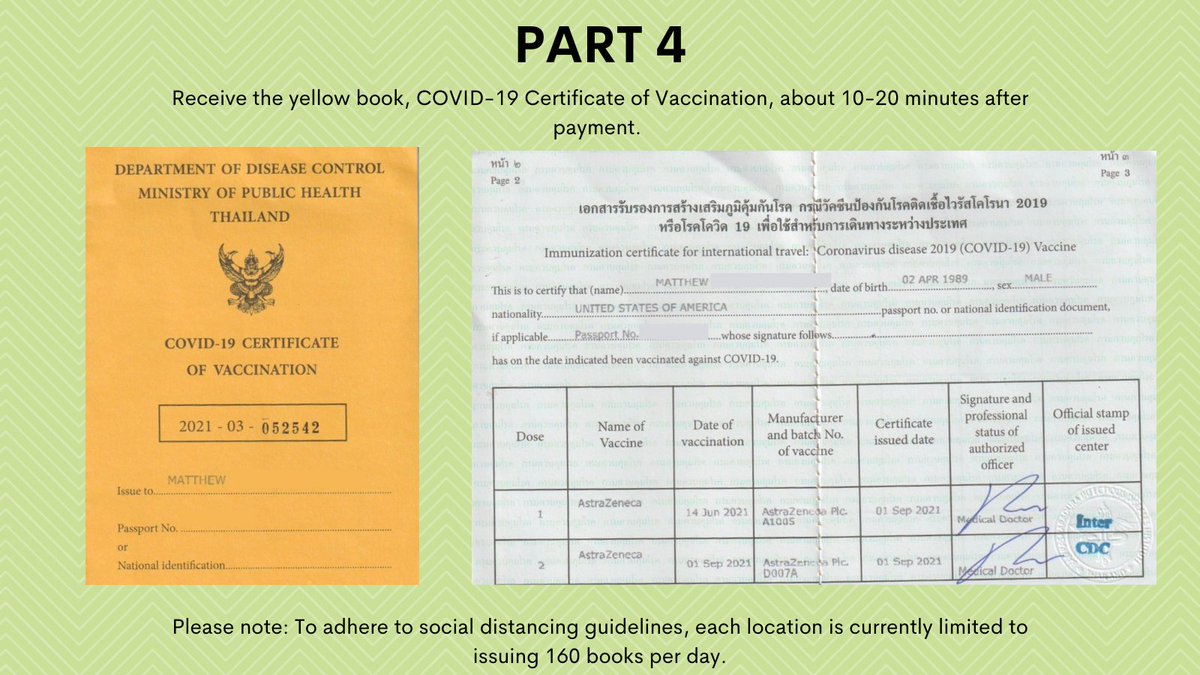 PART 4
Receive the yellow book, COVID-19 Certificate of Vaccination, about 10-20 minutes after
payment.
DEPARTMENT OF DISEASE CONTROL
MINISTRY OF PUBLIC HEALTH
THAILAND
COVID-19 CERTIFICATE
OF VACCINATION
2021 - 03 - 052542
MATTHEW
Issue to
Passport No.
or
National identification
หน้า ๒
Page 2
หน้า ๓
Page 3
เอกสารรับรองการสร้างเสริมภูมิคุ้มกันโรค กรณีวัคซีนป้องกันโรคติดเชื้อไวรัสโคโรนา 2019
หรือโรคโควิด 19 เพื่อใช้สำหรับการเดินทางระหว่างประเทศ
Immunization certificate for international travel: Coronavirus disease 2019 (COVID-19) Vaccine
This is to certify that (name) MATTHEW, date of birth 02 APR 1989, sex MALE
nationality UNITED STATES OF AMERICA passport no. or national identification document,
if applicable Passport No. whose signature follows
has on the date indicated been vaccinated against COVID-19.
Dose Name of Vaccine Date of vaccination Manufacturer and batch No. of vaccine Certificate issued date Signature and professional status of authorized officer Official stamp of issued center
1 AstraZeneca 14 Jun 2021 AstraZeneca Plc. A1005 01 Sep 2021 Medical Doctor
2 AstraZeneca 01 Sep 2021 AstraZeneca Plc. D007A 01 Sep 2021 Medical Doctor
Inter
CDC
Please note: To adhere to social distancing guidelines, each location is currently limited to
issuing 160 books per day.